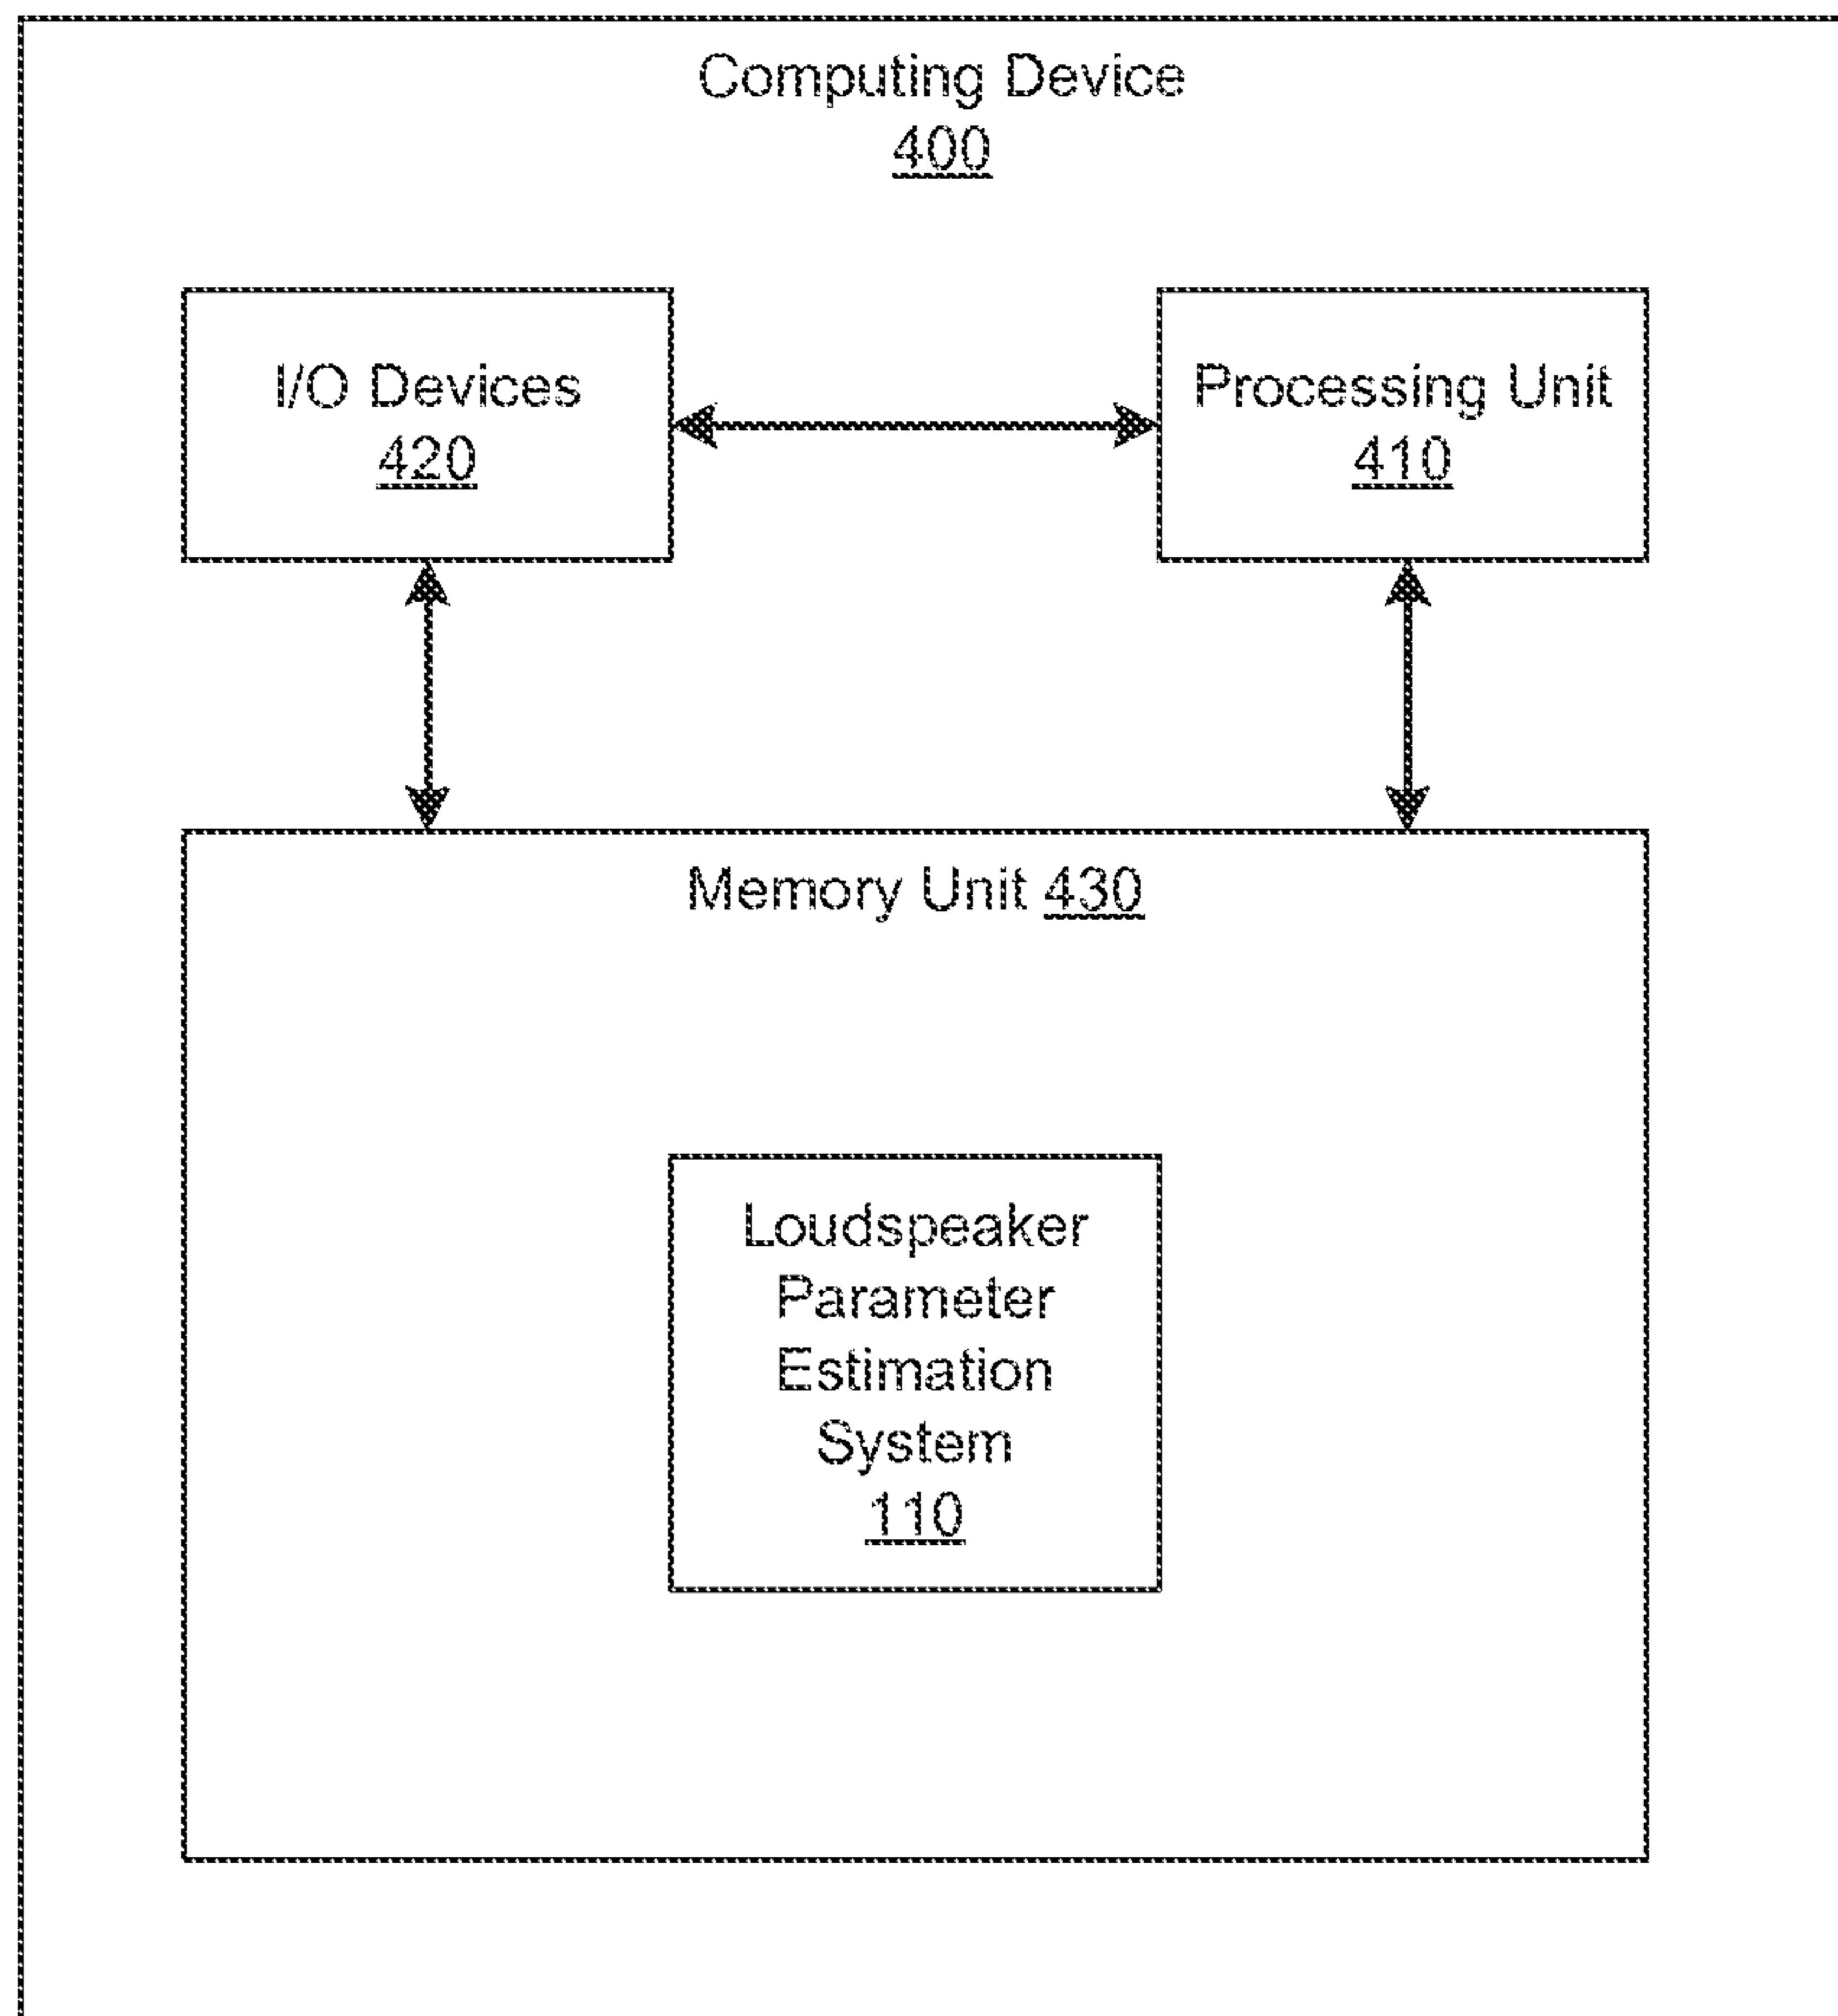 Computing Device
400
I/O Devices
420
Processing Unit
410
Memory Unit 430
Loudspeaker
Parameter
Estimation
System
110